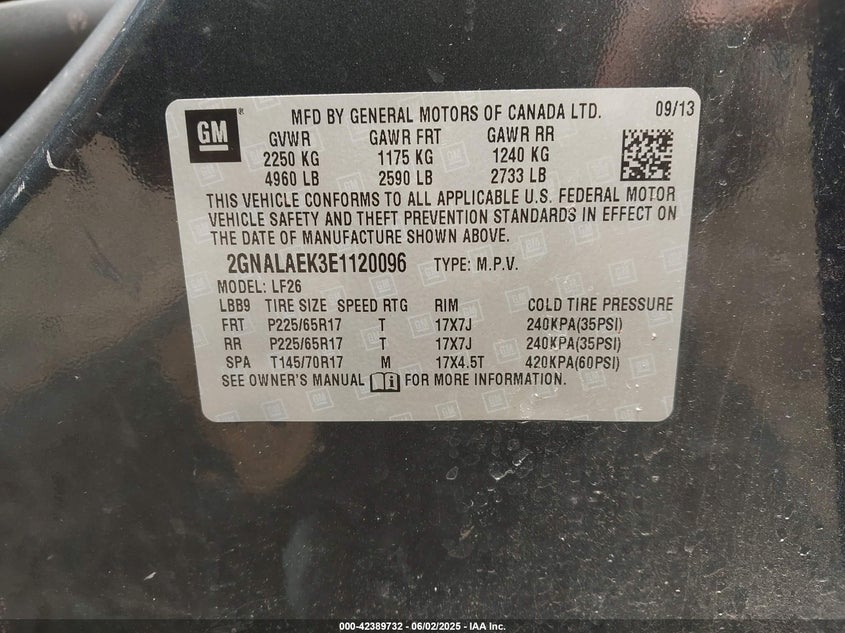 GM
MFD BY GENERAL MOTORS OF CANADA LTD. 09/13
GVWR GAWR FRT GAWR RR
2250 KG 1175 KG 1240 KG
4960 LB 2590 LB 2733 LB
THIS VEHICLE CONFORMS TO ALL APPLICABLE U.S. FEDERAL MOTOR
VEHICLE SAFETY AND THEFT PREVENTION STANDARDS IN EFFECT ON
THE DATE OF MANUFACTURE SHOWN ABOVE.
2GNALAEK3E1120096 TYPE: M.P.V.
MODEL: LF26
LBB9 TIRE SIZE SPEED RTG RIM COLD TIRE PRESSURE
FRT P225/65R17 T 17X7J 240KPA(35PSI)
RR P225/65R17 T 17X7J 240KPA(35PSI)
SPA T145/70R17 M 17X4.5T 420KPA(60PSI)
SEE OWNER'S MANUAL FOR MORE INFORMATION.
000-42389732 - 06/02/2025 - IAA Inc.